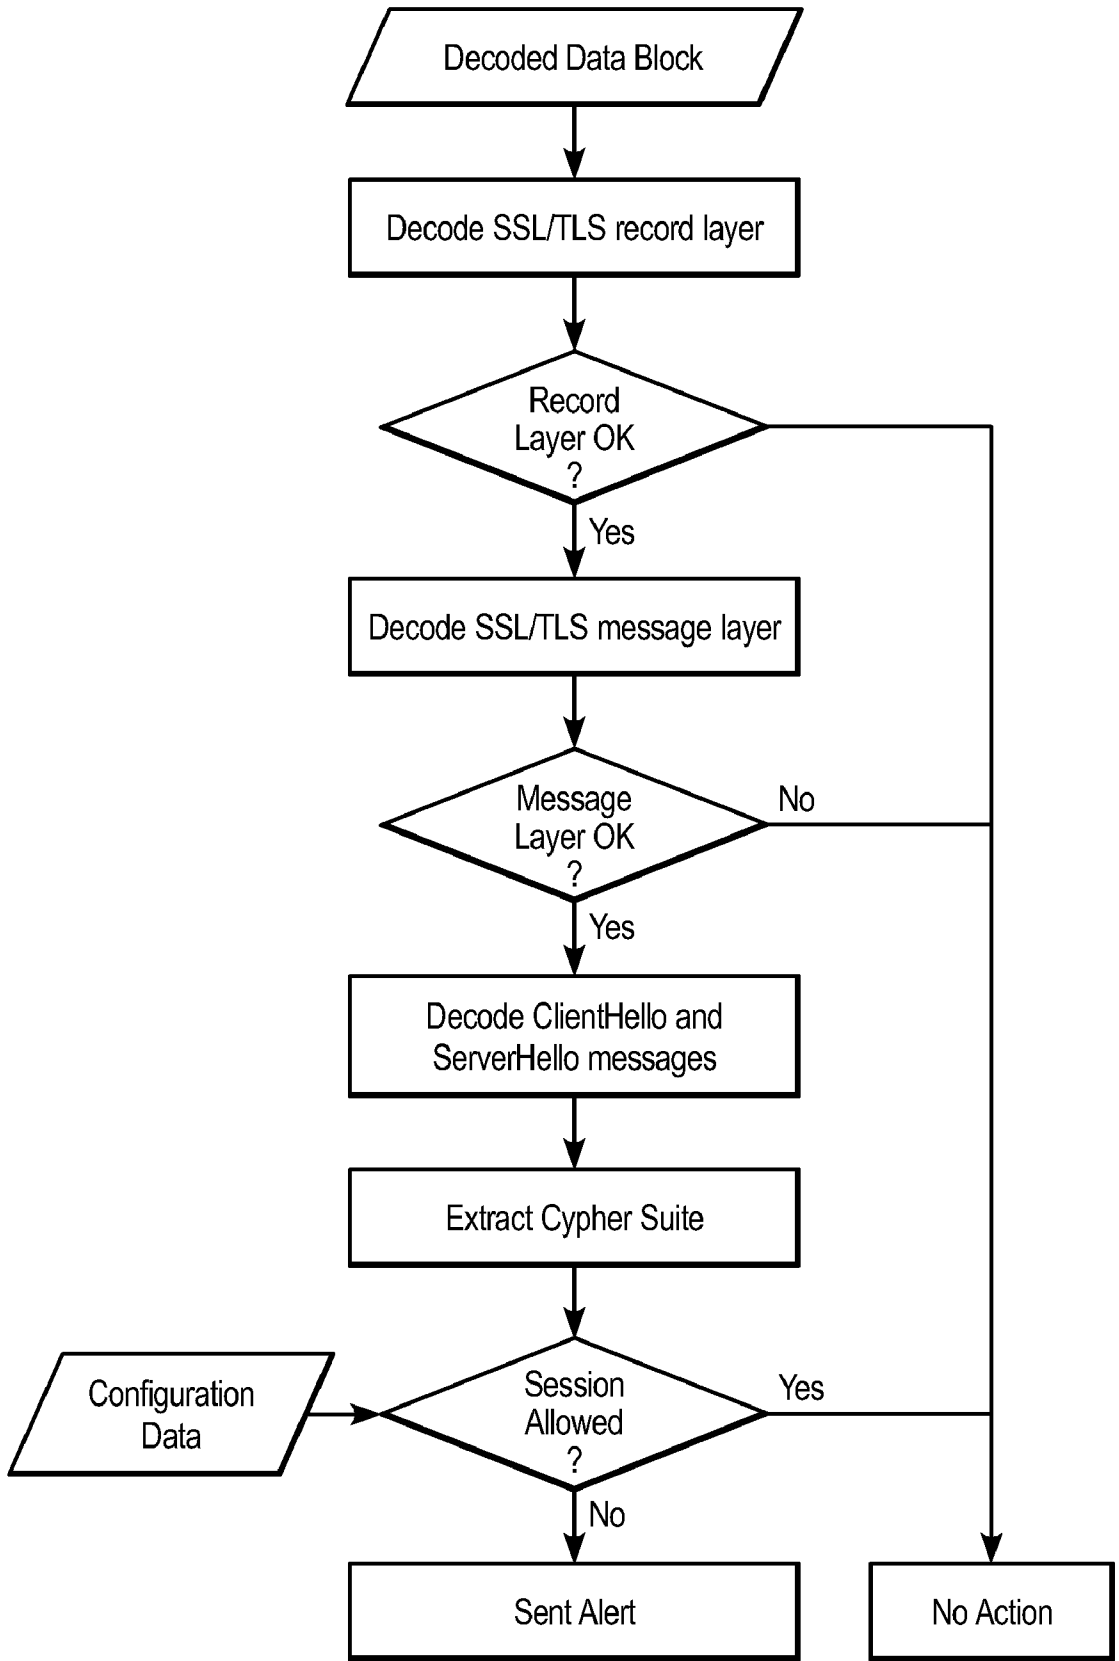 Decoded Data Block
Decode SSL/TLS record layer
Record
Layer OK
?
Yes
Decode SSL/TLS message layer
Message
Layer OK
?
No
Yes
Decode ClientHello and
ServerHello messages
Extract Cypher Suite
Configuration
Data
Session
Allowed
?
Yes
No
Sent Alert
No Action